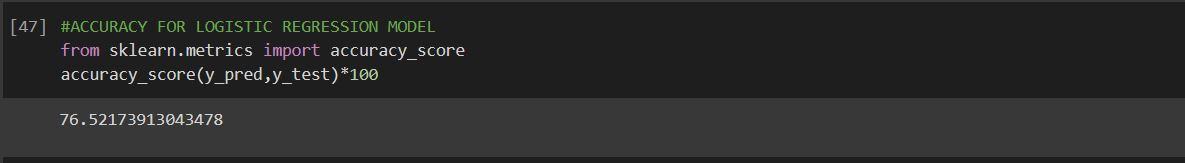 [47] #ACCURACY FOR LOGISTIC REGRESSION MODEL
from sklearn.metrics import accuracy_score
accuracy_score(y_pred,y_test)*100
76.52173913043478